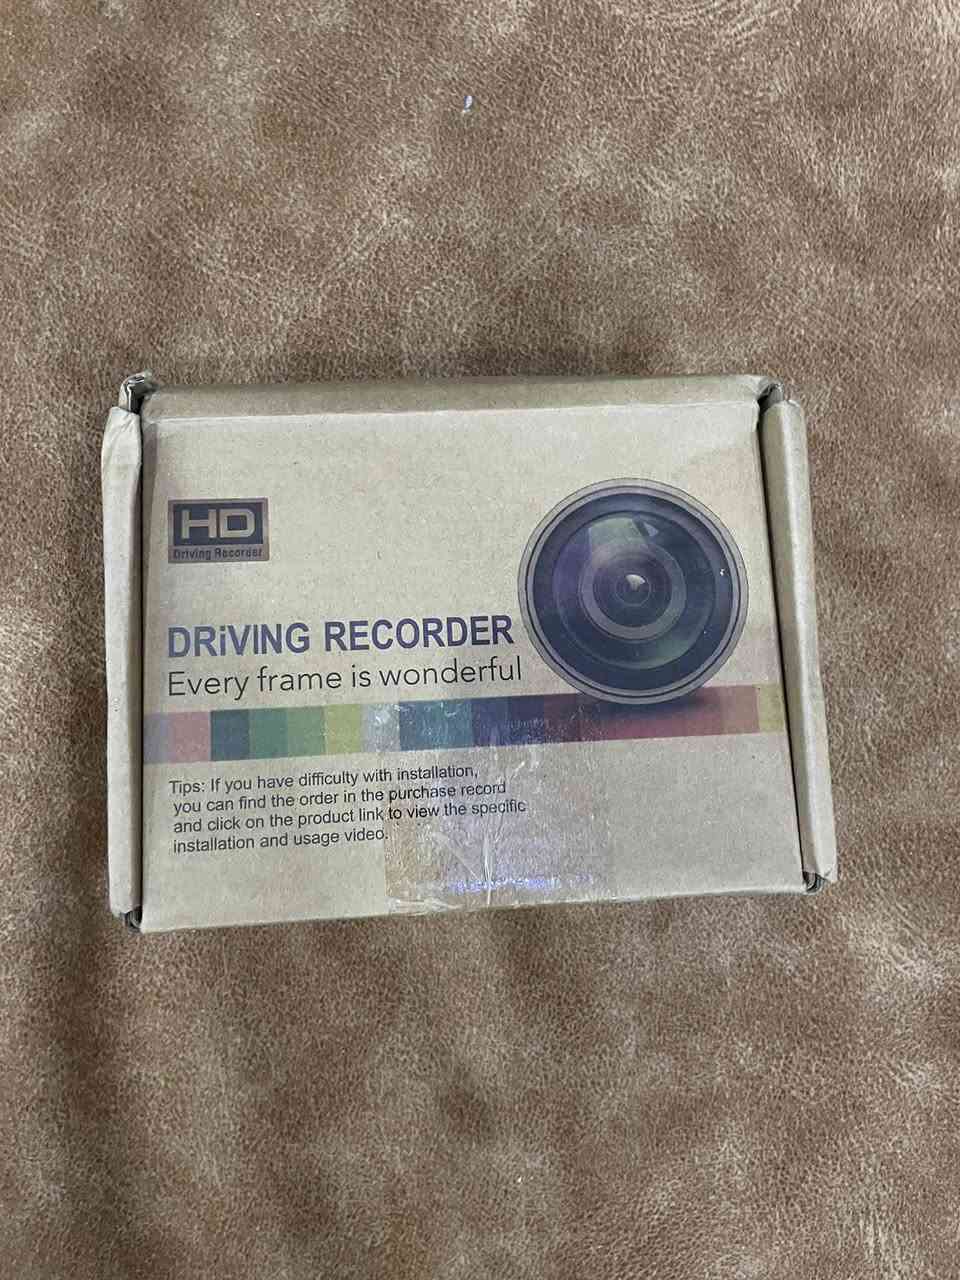 HD
Driving Recorder
DRiVING RECORDER
Every frame is wonderful
Tips: If you have difficulty with installation,
you can find the order in the purchase record
and click on the product link to view the specific
installation and usage video.